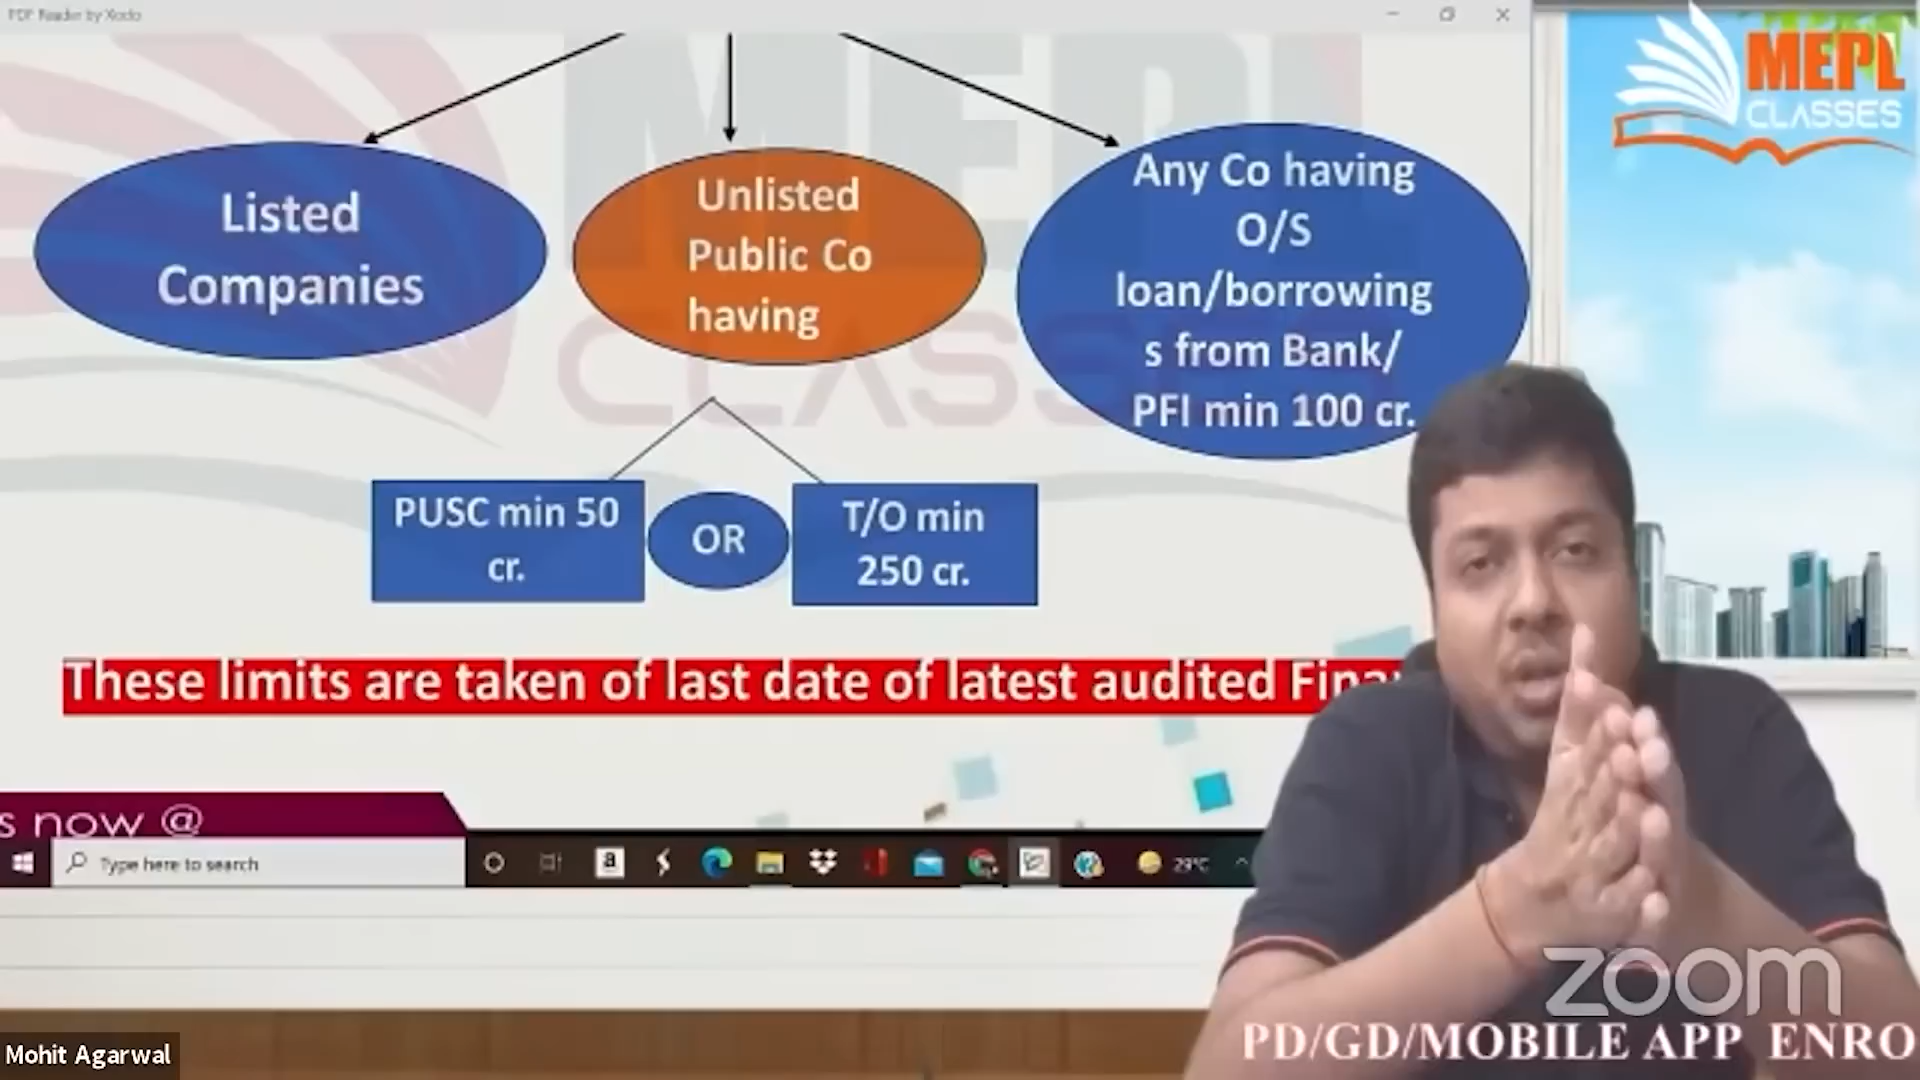 PDF Reader by Xodo
MEPL
CLASSES
Listed
Companies
Unlisted
Public Co
having
Any Co having
O/S
loan/borrowing
s from Bank/
PFI min 100 cr.
MEPL
CLASSES
PUSC min 50
cr.
OR
T/O min
250 cr.
These limits are taken of last date of latest audited
s now @
Type here to search
29°C
zoom
Mohit Agarwal
PD/GD/MOBILE APP ENRO